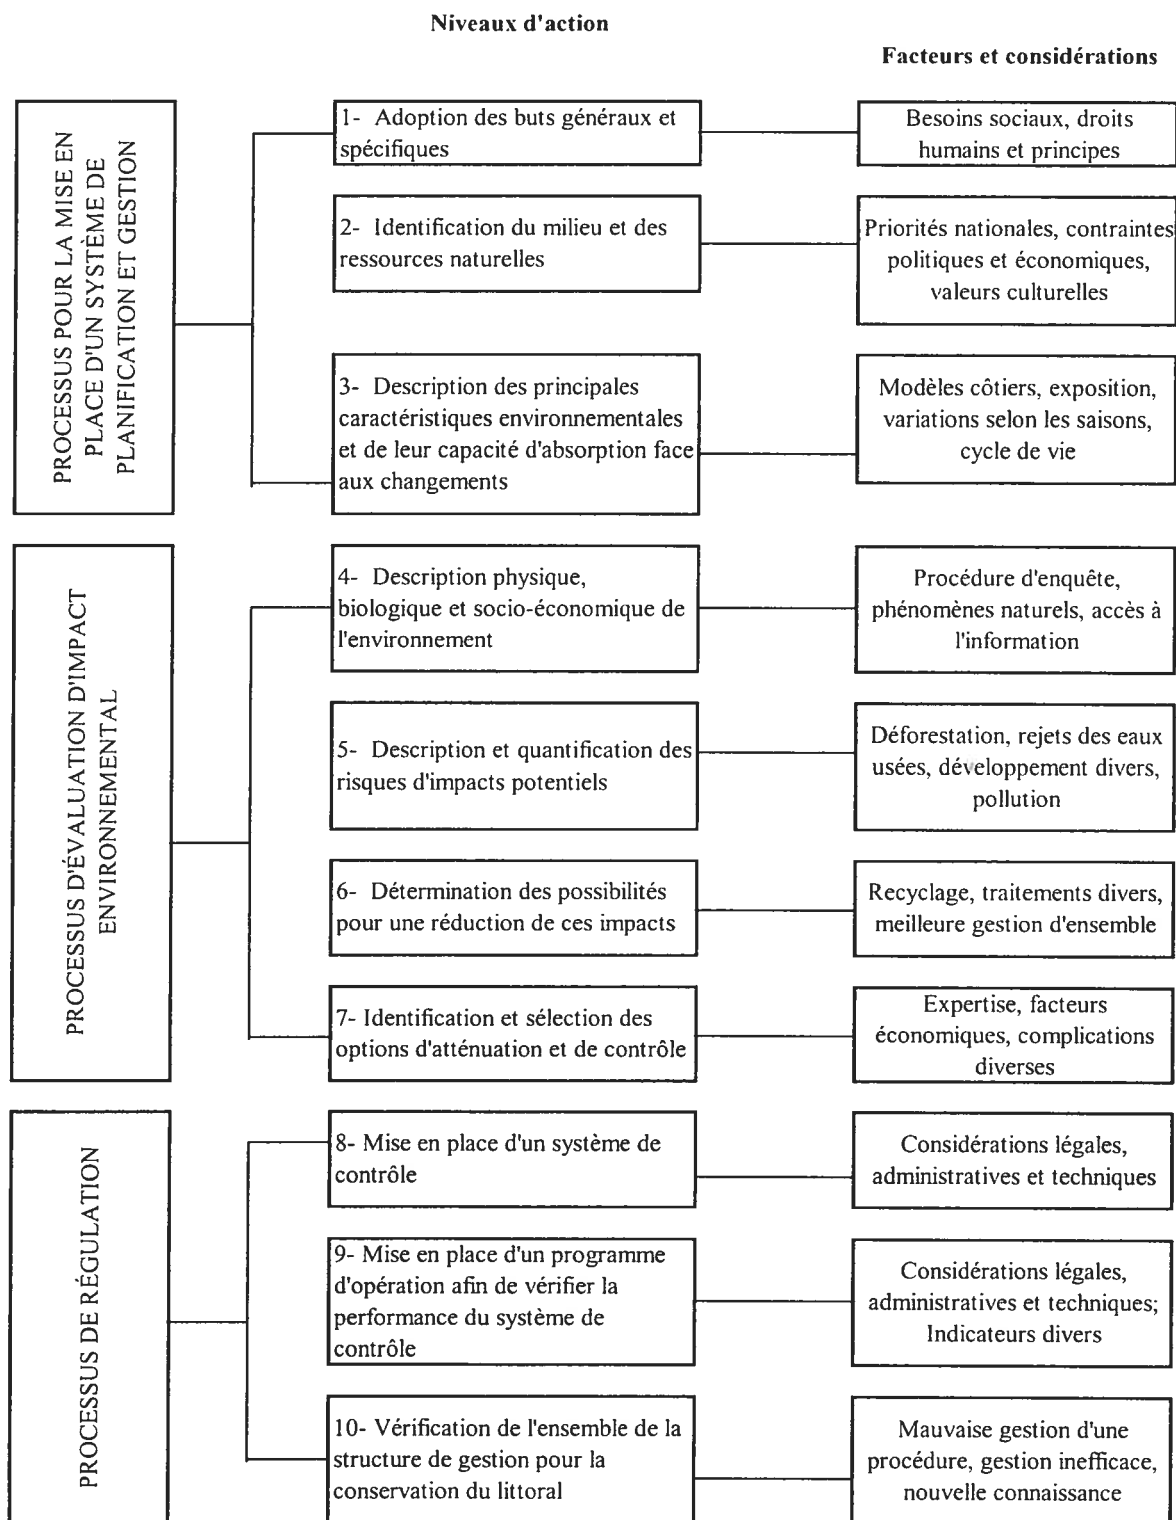 Niveaux d'action
Facteurs et considérations
PROCESSUS POUR LA MISE EN
PLACE D'UN SYSTÈME DE
PLANIFICATION ET GESTION
1- Adoption des buts généraux et
spécifiques
Besoins sociaux, droits
humains et principes
2- Identification du milieu et des
ressources naturelles
Priorités nationales, contraintes
politiques et économiques,
valeurs culturelles
3- Description des principales
caractéristiques environnementales
et de leur capacité d'absorption face
aux changements
Modèles côtiers, exposition,
variations selon les saisons,
cycle de vie
PROCESSUS D'ÉVALUATION D'IMPACT
ENVIRONNEMENTAL
4- Description physique,
biologique et socio-économique de
l'environnement
Procédure d'enquête,
phénomènes naturels, accès à
l'information
5- Description et quantification des
risques d'impacts potentiels
Déforestation, rejets des eaux
usées, développement divers,
pollution
6- Détermination des possibilités
pour une réduction de ces impacts
Recyclage, traitements divers,
meilleure gestion d'ensemble
7- Identification et sélection des
options d'atténuation et de contrôle
Expertise, facteurs
économiques, complications
diverses
PROCESSUS DE RÉGULATION
8- Mise en place d'un système de
contrôle
Considérations légales,
administratives et techniques
9- Mise en place d'un programme
d'opération afin de vérifier la
performance du système de
contrôle
Considérations légales,
administratives et techniques;
Indicateurs divers
10- Vérification de l'ensemble de la
structure de gestion pour la
conservation du littoral
Mauvaise gestion d'une
procédure, gestion inefficace,
nouvelle connaissance